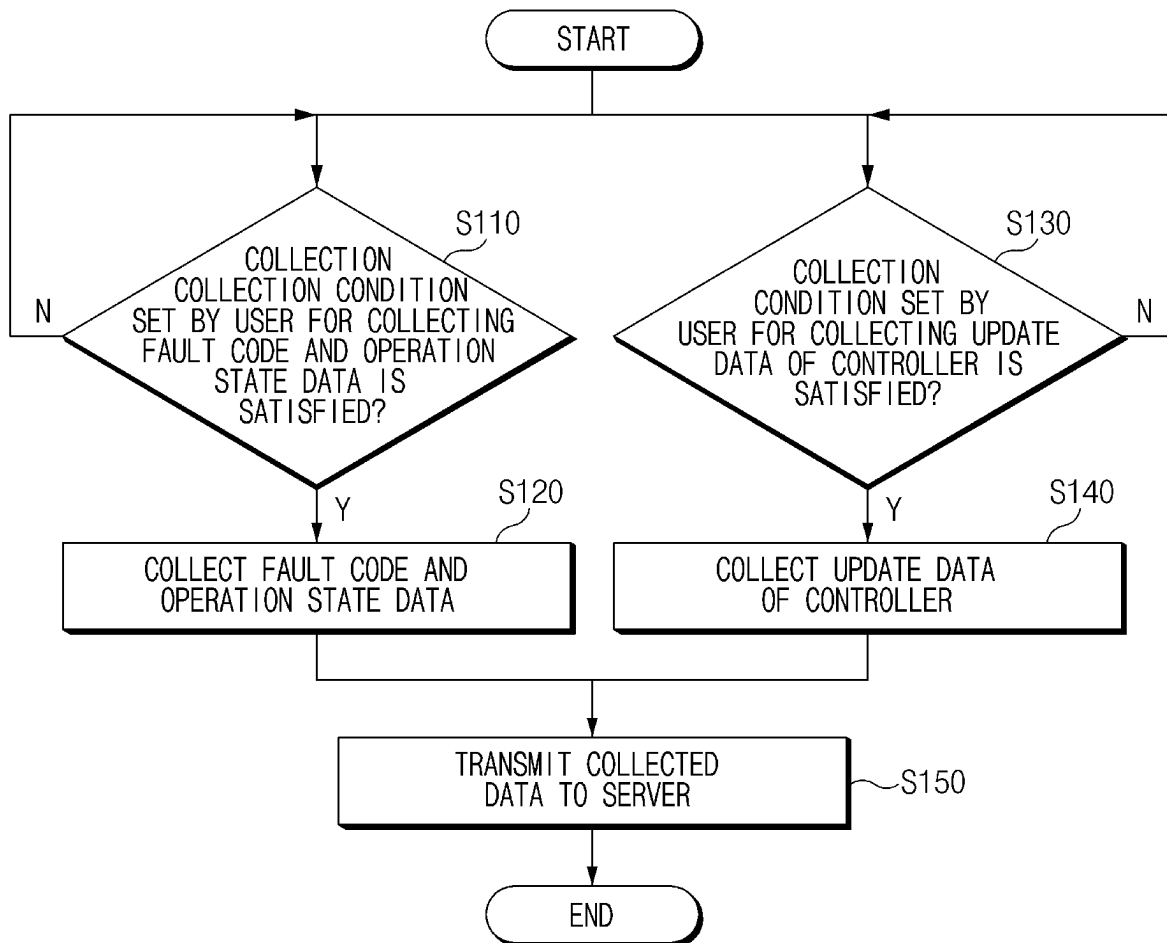 START
S110
COLLECTION
COLLECTION CONDITION
SET BY USER FOR COLLECTING
FAULT CODE AND OPERATION
STATE DATA IS
SATISFIED?
N
Y
S130
COLLECTION
CONDITION SET BY
USER FOR COLLECTING UPDATE
DATA OF CONTROLLER IS
SATISFIED?
N
Y
S120
COLLECT FAULT CODE AND
OPERATION STATE DATA
S140
COLLECT UPDATE DATA
OF CONTROLLER
TRANSMIT COLLECTED
DATA TO SERVER
S150
END